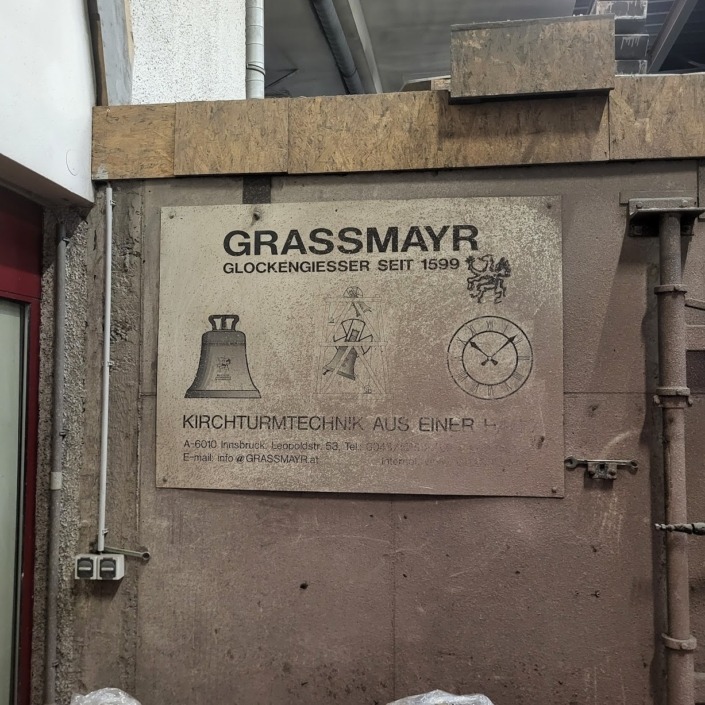 GRASSMAYR
GLOCKENGIESSER SEIT 1599
KIRCHTURMTECHNIK AUS EINER
A-6010 Innsbruck, Leopoldstr. 53, Tel.
E-mail: info@GRASSMAYR.at